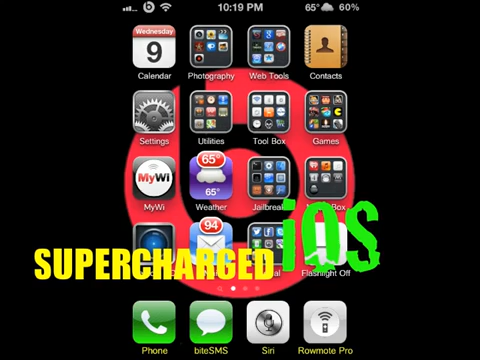 10:19 PM 65° 60%
Wednesday
9
Calendar Photography Web Tools Contacts
Settings Utilities Tool Box Games
MyWi 65° 65°
MyWi Weather Jailbreak Box
94
SUPERCHARGED iOS
Flashlight Off
Phone biteSMS Siri Rowmote Pro